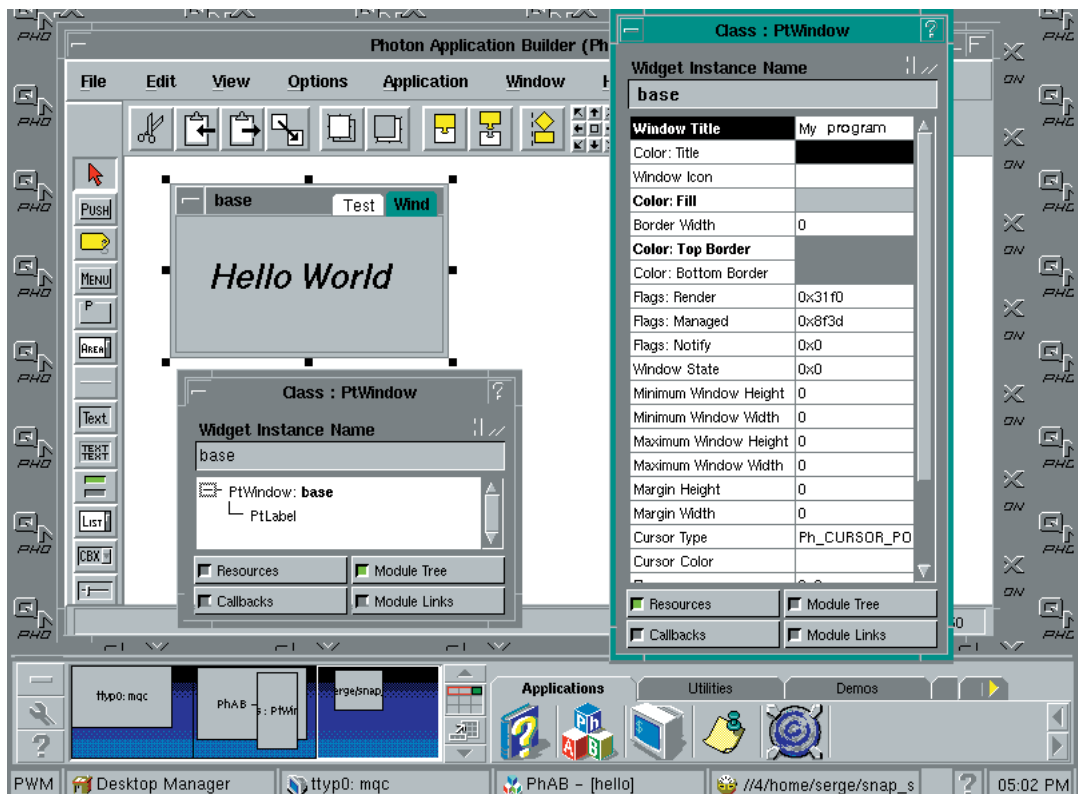 Photon Application Builder (Ph
File Edit View Options Application Window H
PUSH
MENU
P
AREA
Text
TEXT
TEXT
LIST
CBX
base Test Wind
Hello World
Class : PtWindow ?
Widget Instance Name
base
PtWindow: base
PtLabel
Resources Module Tree
Callbacks Module Links
Class : PtWindow ?
Widget Instance Name
base
Window Title My program
Color: Title
Window Icon
Color: Fill
Border Width 0
Color: Top Border
Color: Bottom Border
Flags: Render 0x31f0
Flags: Managed 0x8f3d
Flags: Notify 0x0
Window State 0x0
Minimum Window Height 0
Minimum Window Width 0
Maximum Window Height 0
Maximum Window Width 0
Margin Height 0
Margin Width 0
Cursor Type Ph_CURSOR_PO
Cursor Color
Resources Module Tree
Callbacks Module Links
ttyp0: mqc
PhAB -
s : PtWir
erge/snap_
Applications Utilities Demos
?
Ph
A B
PWM Desktop Manager ttyp0: mqc PhAB - [hello] //4/home/serge/snap_s ? 05:02 PM